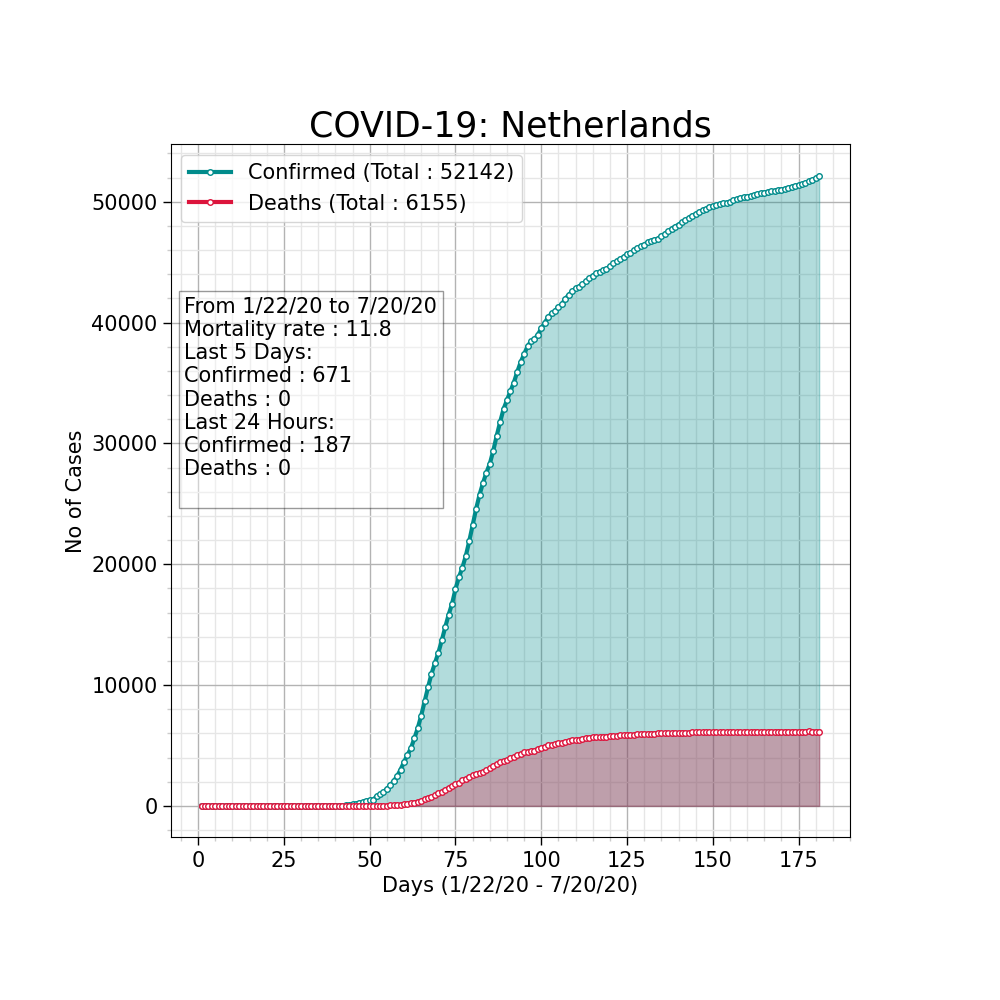 COVID-19: Netherlands
Confirmed (Total : 52142)
Deaths (Total : 6155)
From 1/22/20 to 7/20/20
Mortality rate : 11.8
Last 5 Days:
Confirmed : 671
Deaths : 0
Last 24 Hours:
Confirmed : 187
Deaths : 0
No of Cases
50000
40000
30000
20000
10000
0
0 25 50 75 100 125 150 175
Days (1/22/20 - 7/20/20)